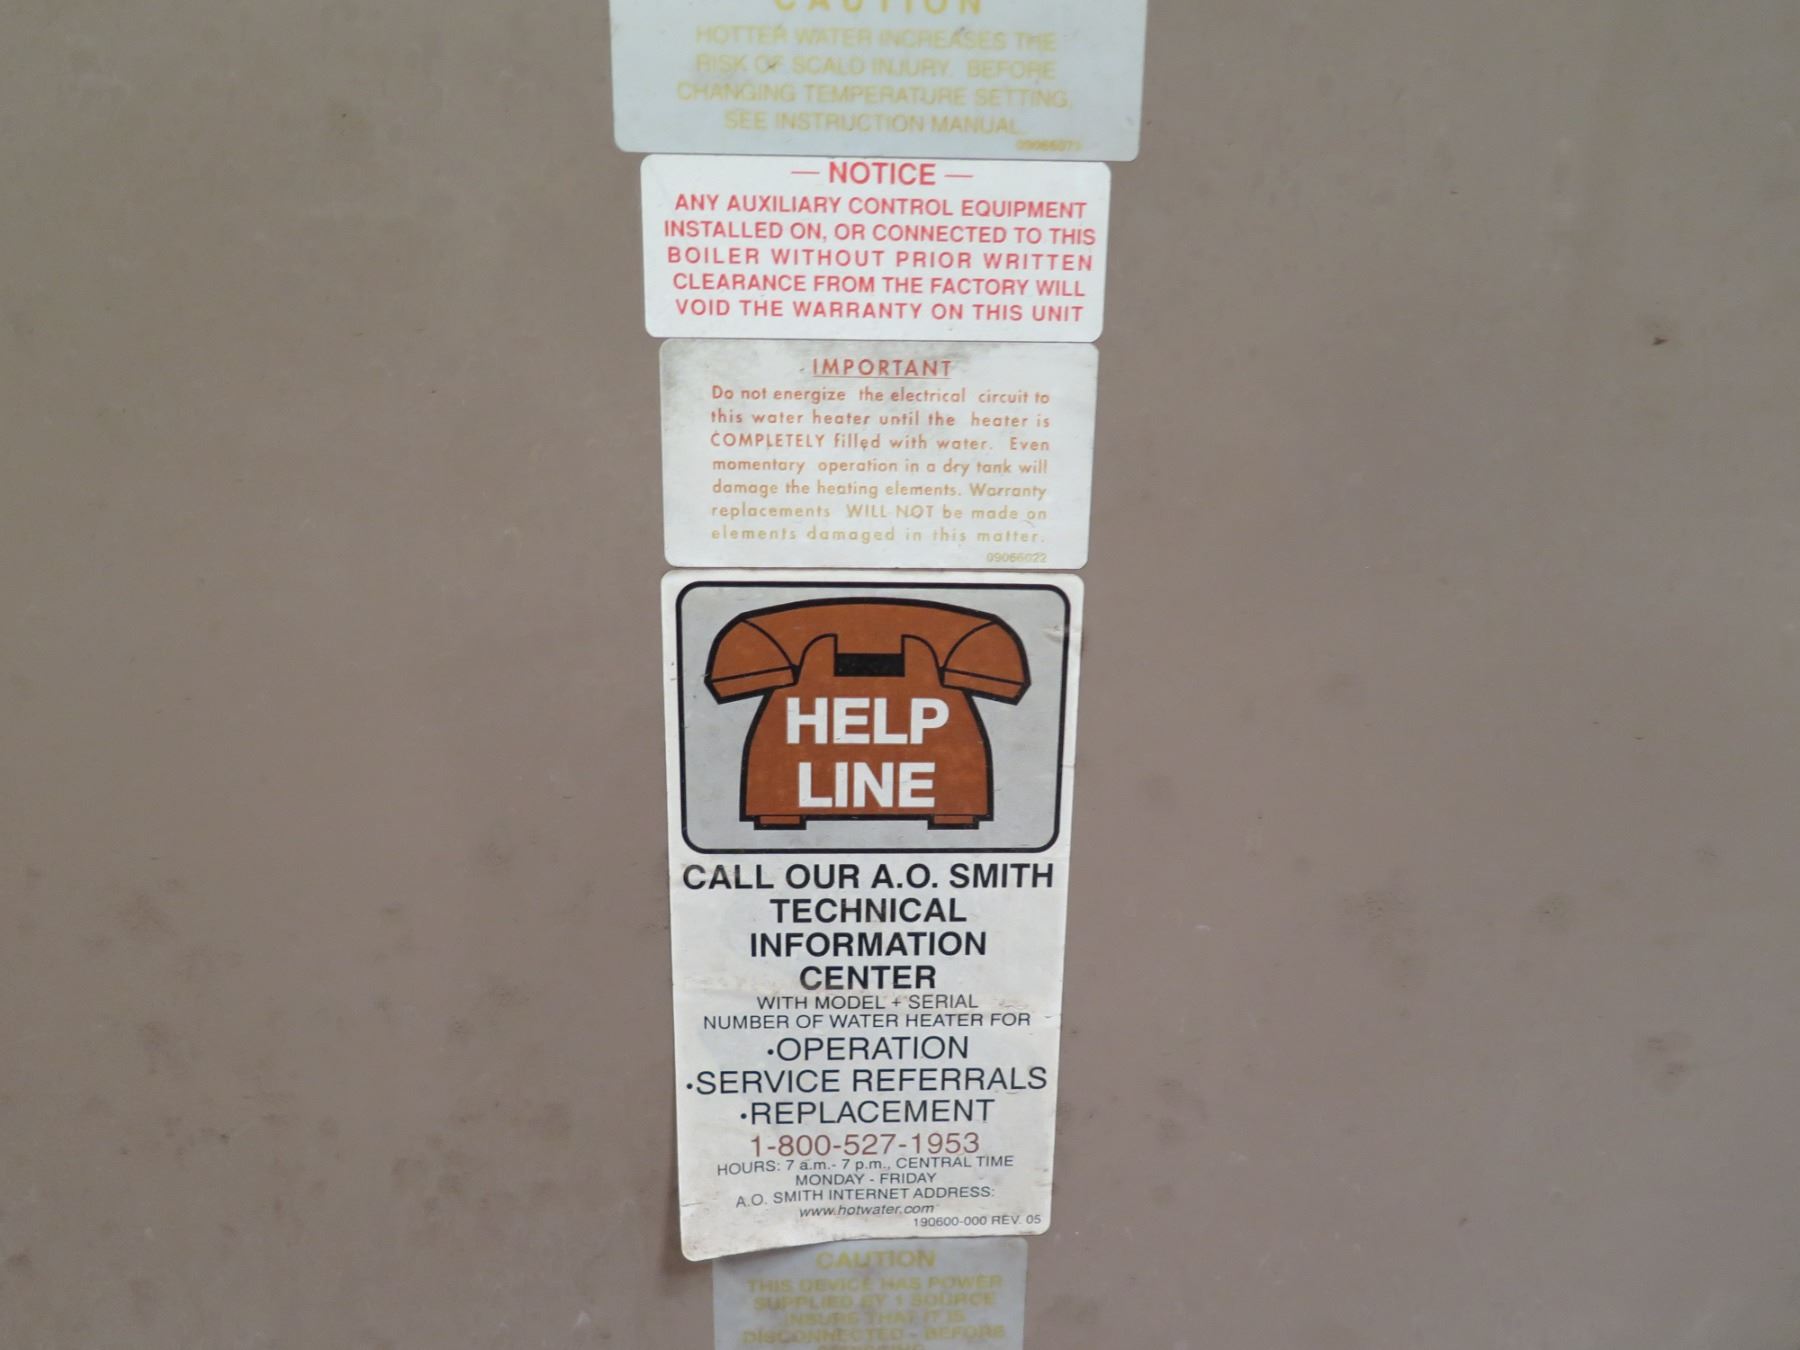 CAUTION
HOTTER WATER INCREASES THE
RISK OF SCALD INJURY. BEFORE
CHANGING TEMPERATURE SETTING,
SEE INSTRUCTION MANUAL.
— NOTICE —
ANY AUXILIARY CONTROL EQUIPMENT
INSTALLED ON, OR CONNECTED TO THIS
BOILER WITHOUT PRIOR WRITTEN
CLEARANCE FROM THE FACTORY WILL
VOID THE WARRANTY ON THIS UNIT
IMPORTANT
Do not energize the electrical circuit to
this water heater until the heater is
COMPLETELY filled with water. Even
momentary operation in a dry tank will
damage the heating elements. Warranty
replacements WILL NOT be made on
elements damaged in this matter.
09066022
HELP
LINE
CALL OUR A.O. SMITH
TECHNICAL
INFORMATION
CENTER
WITH MODEL + SERIAL
NUMBER OF WATER HEATER FOR
•OPERATION
•SERVICE REFERRALS
•REPLACEMENT
1-800-527-1953
HOURS: 7 a.m.- 7 p.m., CENTRAL TIME
MONDAY - FRIDAY
A.O. SMITH INTERNET ADDRESS:
www.hotwater.com
190600-000 REV. 05
CAUTION
THIS DEVICE HAS POWER
SUPPLIED BY 1 SOURCE
INSURE THAT IT IS
DISCONNECTED - BEFORE